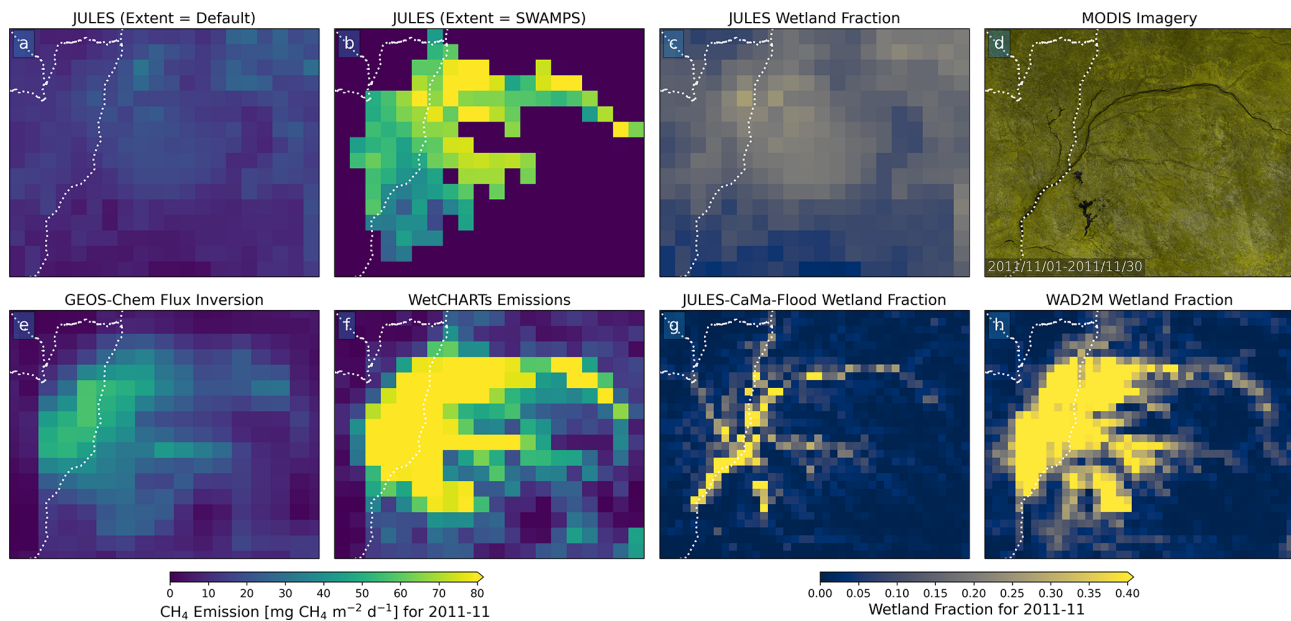 JULES (Extent = Default)
JULES (Extent = SWAMPS)
JULES Wetland Fraction
MODIS Imagery
a
b
c
d
2011/11/01-2011/11/30
GEOS-Chem Flux Inversion
WetCHARTs Emissions
JULES-CaMa-Flood Wetland Fraction
WAD2M Wetland Fraction
e
f
g
h
0 10 20 30 40 50 60 70 80
CH₄ Emission [mg CH₄ m⁻² d⁻¹] for 2011-11
0.00 0.05 0.10 0.15 0.20 0.25 0.30 0.35 0.40
Wetland Fraction for 2011-11